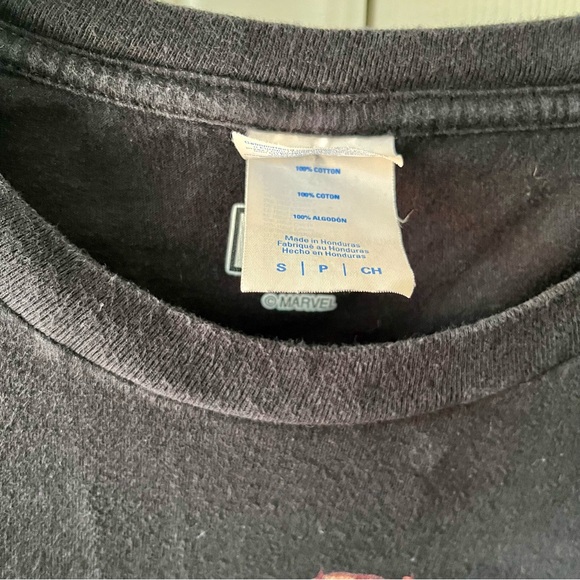 100% COTTON
100% COTON
100% ALGODÓN
Made in Honduras
Fabriqué au Honduras
Hecho en Honduras
S | P | CH
© MARVEL